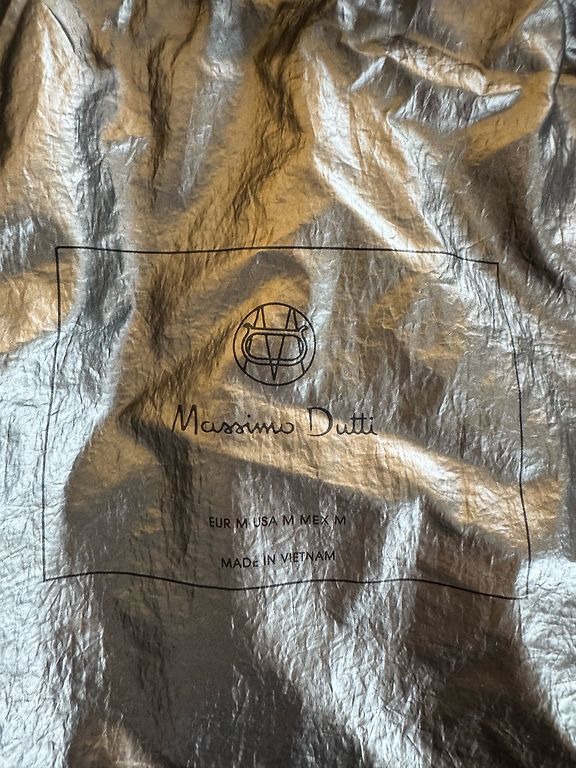 Massimo Dutti
EUR M USA M MEX M
MADe IN VIETNAM